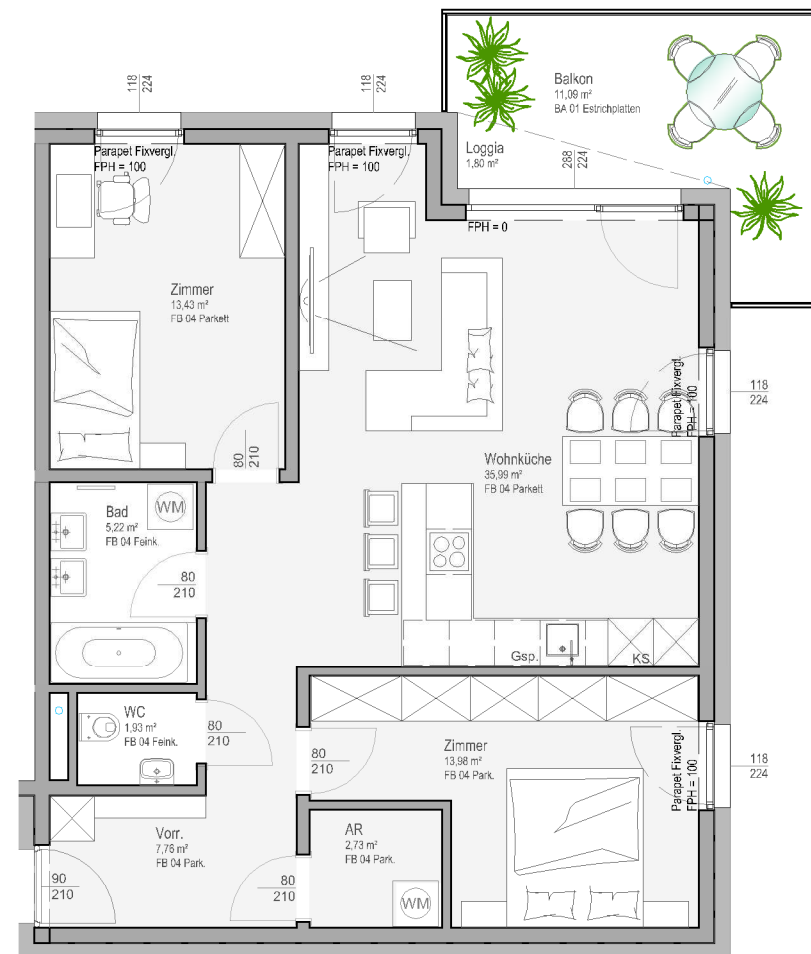 118
224
118
224
Balkon
11,09 m²
BA 01 Estrichplatten
Parapet Fixvergl.
FPH = 100
Parapet Fixvergl.
FPH = 100
Loggia
1,80 m²
288
224
FPH = 0
Zimmer
13,43 m²
FB 04 Parkett
Parapet Fixvergl.
FPH = 100
118
224
80
210
Wohnküche
35,99 m²
FB 04 Parkett
Bad
5,22 m²
FB 04 Feink.
WM
80
210
Gsp.
KS
WC
1,93 m²
FB 04 Feink.
80
210
80
210
Zimmer
13,98 m²
FB 04 Park.
Parapet Fixvergl.
FPH = 100
118
224
Vorr.
7,76 m²
FB 04 Park.
AR
2,73 m²
FB 04 Park.
90
210
80
210
WM